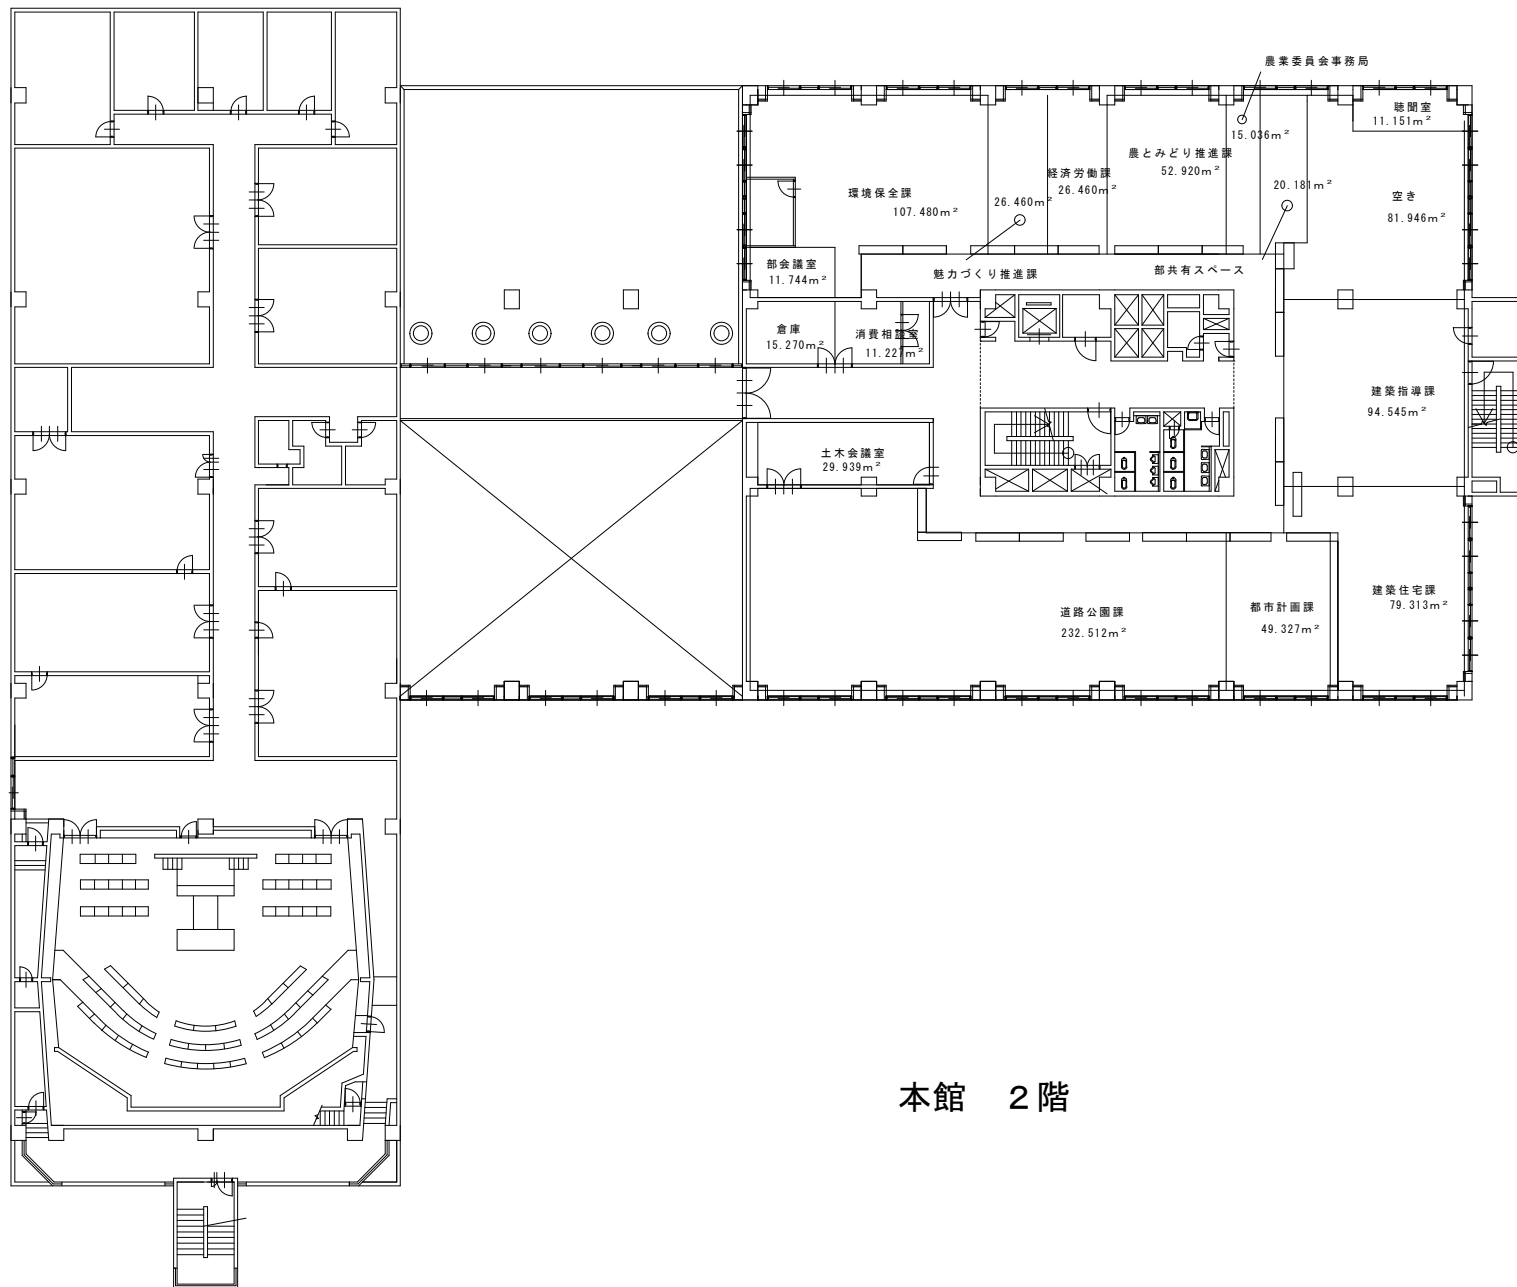 農業委員会事務局
聴聞室
11.151m²
15.036m²
農とみどり推進課
52.920m²
経済労働課
26.460m²
20.181m²
環境保全課
107.480m²
26.460m²
空き
81.946m²
部会議室
11.744m²
魅力づくり推進課
部共有スペース
倉庫
15.270m²
消費相談室
11.227m²
建築指導課
94.545m²
土木会議室
29.939m²
建築住宅課
79.313m²
道路公園課
232.512m²
都市計画課
49.327m²
本館 2階